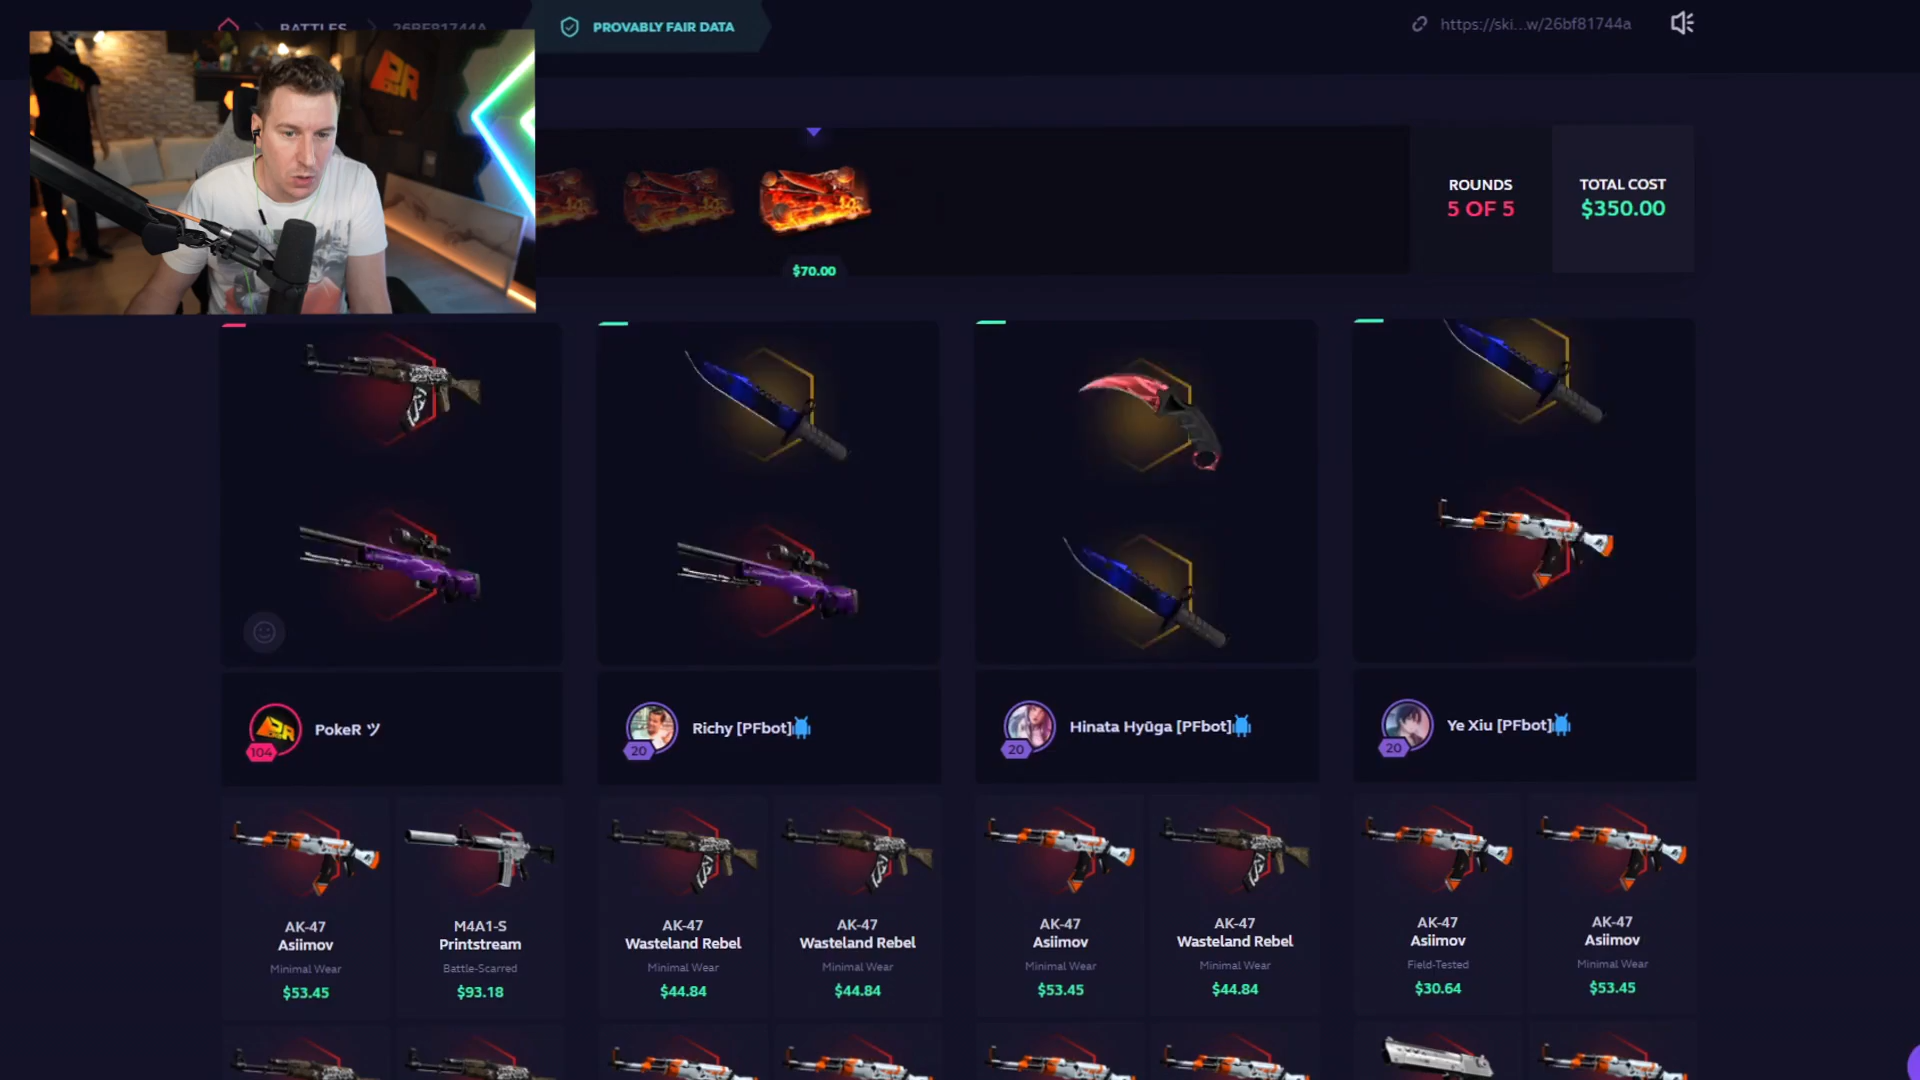 BATTLES
26BF81744A
PROVABLY FAIR DATA
https://ski...w/26bf81744a
ROUNDS
5 OF 5
TOTAL COST
$350.00
$70.00
104
PokeR ツ
20
Richy [PFbot]
20
Hinata Hyūga [PFbot]
20
Ye Xiu [PFbot]
AK-47
Asiimov
Minimal Wear
$53.45
M4A1-S
Printstream
Battle-Scarred
$93.18
AK-47
Wasteland Rebel
Minimal Wear
$44.84
AK-47
Wasteland Rebel
Minimal Wear
$44.84
AK-47
Asiimov
Minimal Wear
$53.45
AK-47
Wasteland Rebel
Minimal Wear
$44.84
AK-47
Asiimov
Field-Tested
$30.64
AK-47
Asiimov
Minimal Wear
$53.45